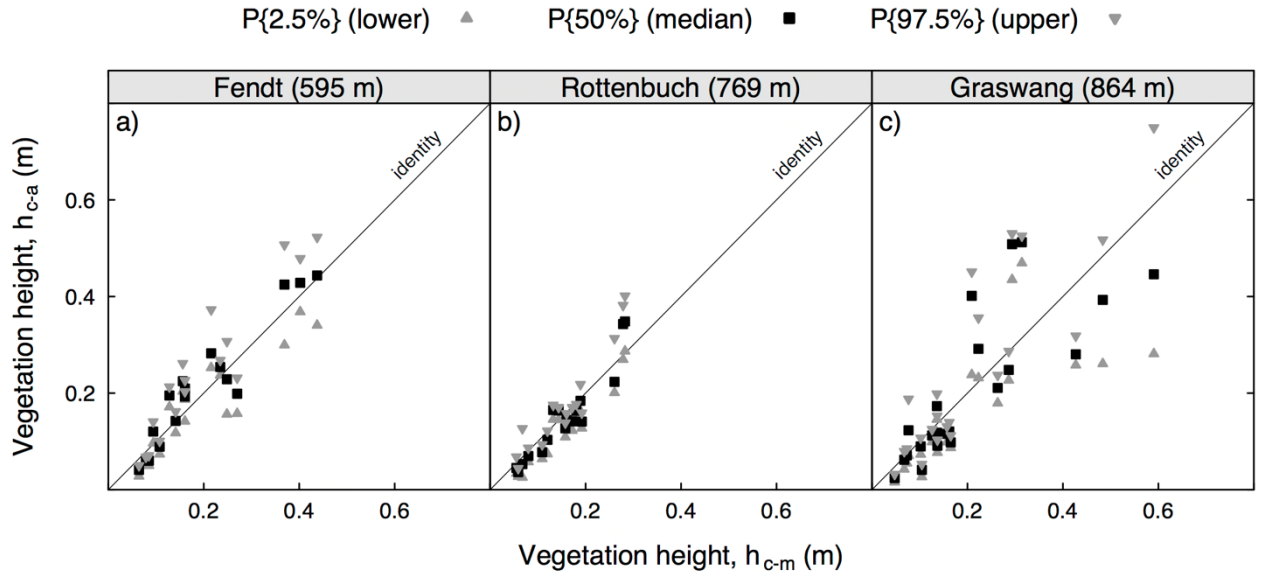 P{2.5%} (lower) P{50%} (median) P{97.5%} (upper)
Fendt (595 m) Rottenbuch (769 m) Graswang (864 m)
a) b) c)
identity identity identity
Vegetation height, h c-a (m)
0.6
0.4
0.2
0.2 0.4 0.6 0.2 0.4 0.6 0.2 0.4 0.6
Vegetation height, h c-m (m)